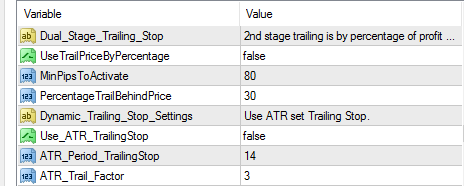 Variable Value
Dual_Stage_Trailing_Stop 2nd stage trailing is by percentage of profit ...
UseTrailPriceByPercentage false
MinPipsToActivate 80
PercentageTrailBehindPrice 30
Dynamic_Trailing_Stop_Settings Use ATR set Trailing Stop.
Use_ATR_TrailingStop false
ATR_Period_TrailingStop 14
ATR_Trail_Factor 3